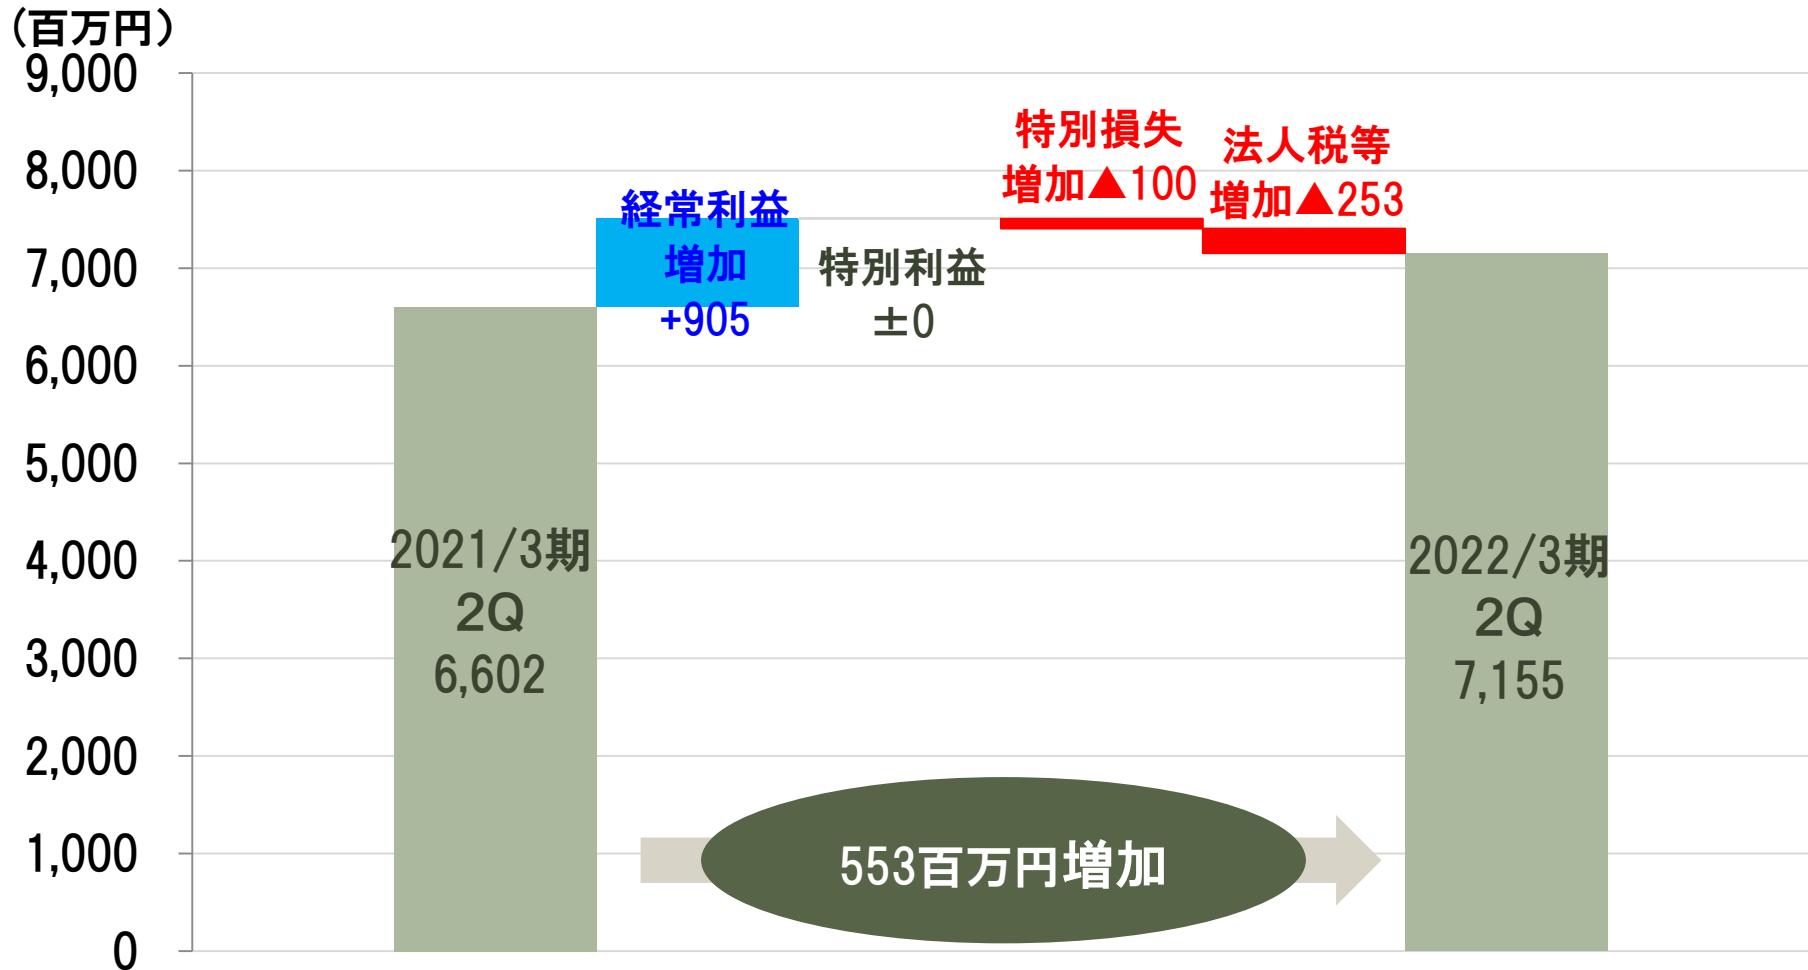 (百万円)
9,000
8,000
7,000
6,000
5,000
4,000
3,000
2,000
1,000
0
2021/3期
2Q
6,602
経常利益
増加
+905
特別利益
±0
特別損失
増加▲100
法人税等
増加▲253
2022/3期
2Q
7,155
553百万円増加